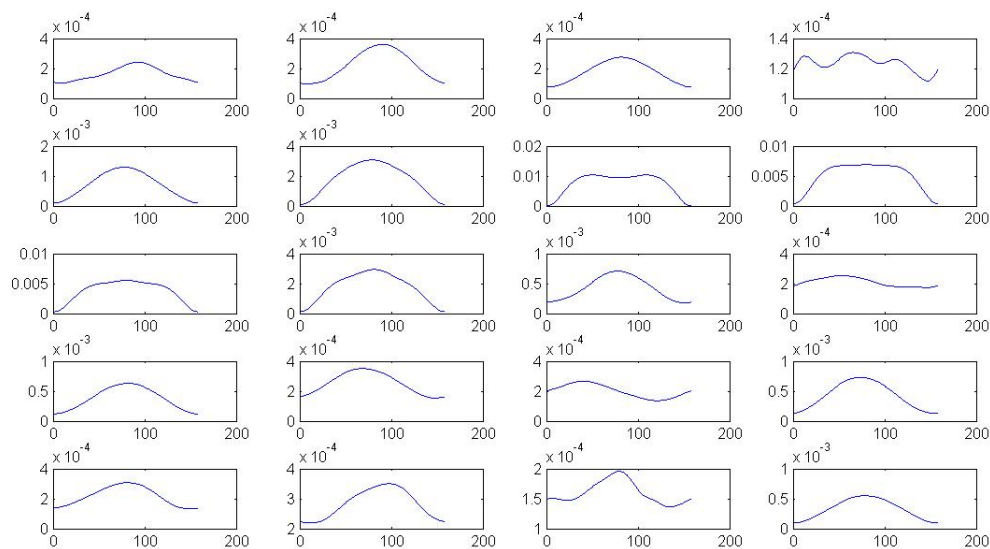 x 10^-4 x 10^-4 x 10^-4 x 10^-4
4 4 4 1.4
2 2 2 1.2
0 0 0 1
0 100 200 0 100 200 0 100 200 0 100 200
x 10^-3 x 10^-3
2 4 0.02 0.01
1 2 0.01 0.005
0 0 0 0
0 100 200 0 100 200 0 100 200 0 100 200
x 10^-3 x 10^-3 x 10^-4
0.01 4 1 4
0.005 2 0.5 2
0 0 0 0
0 100 200 0 100 200 0 100 200 0 100 200
x 10^-3 x 10^-4 x 10^-4 x 10^-3
1 4 4 1
0.5 2 2 0.5
0 0 0 0
0 100 200 0 100 200 0 100 200 0 100 200
x 10^-4 x 10^-4 x 10^-4 x 10^-3
4 4 2 1
2 3 1.5 0.5
0 2 1 0
0 100 200 0 100 200 0 100 200 0 100 200